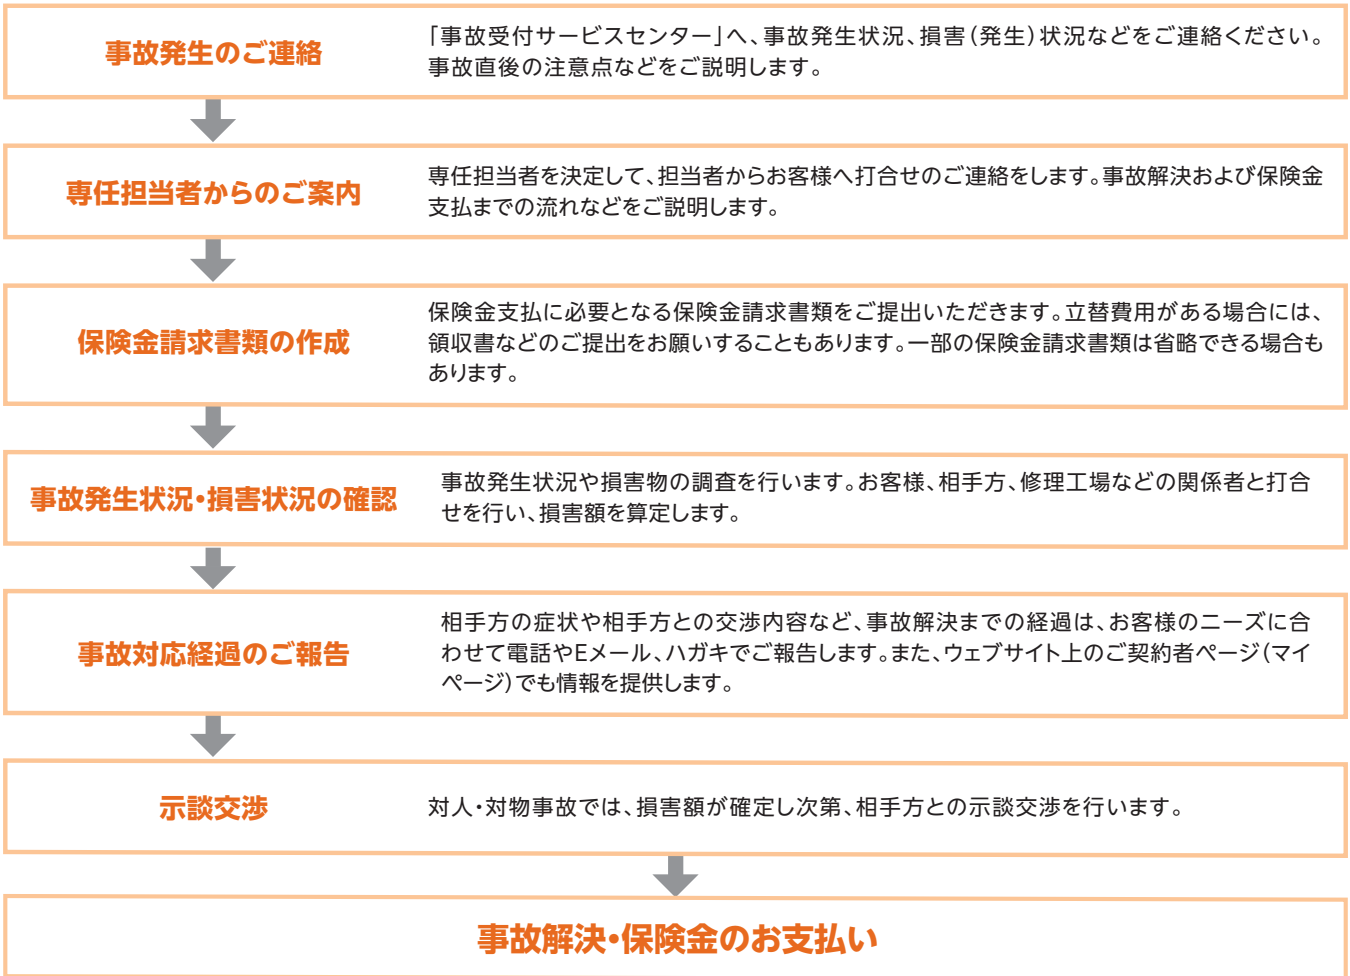 事故発生のご連絡
「事故受付サービスセンター」へ、事故発生状況、損害(発生)状況などをご連絡ください。
事故直後の注意点などをご説明します。
専任担当者からのご案内
専任担当者を決定して、担当者からお客様へ打合せのご連絡をします。事故解決および保険金
支払までの流れなどをご説明します。
保険金請求書類の作成
保険金支払に必要となる保険金請求書類をご提出いただきます。立替費用がある場合には、
領収書などのご提出をお願いすることもあります。一部の保険金請求書類は省略できる場合も
あります。
事故発生状況・損害状況の確認
事故発生状況や損害物の調査を行います。お客様、相手方、修理工場などの関係者と打合
せを行い、損害額を算定します。
事故対応経過のご報告
相手方の症状や相手方との交渉内容など、事故解決までの経過は、お客様のニーズに合
わせて電話やEメール、ハガキでご報告します。また、ウェブサイト上のご契約者ページ(マイ
ページ)でも情報を提供します。
示談交渉
対人・対物事故では、損害額が確定し次第、相手方との示談交渉を行います。
事故解決・保険金のお支払い